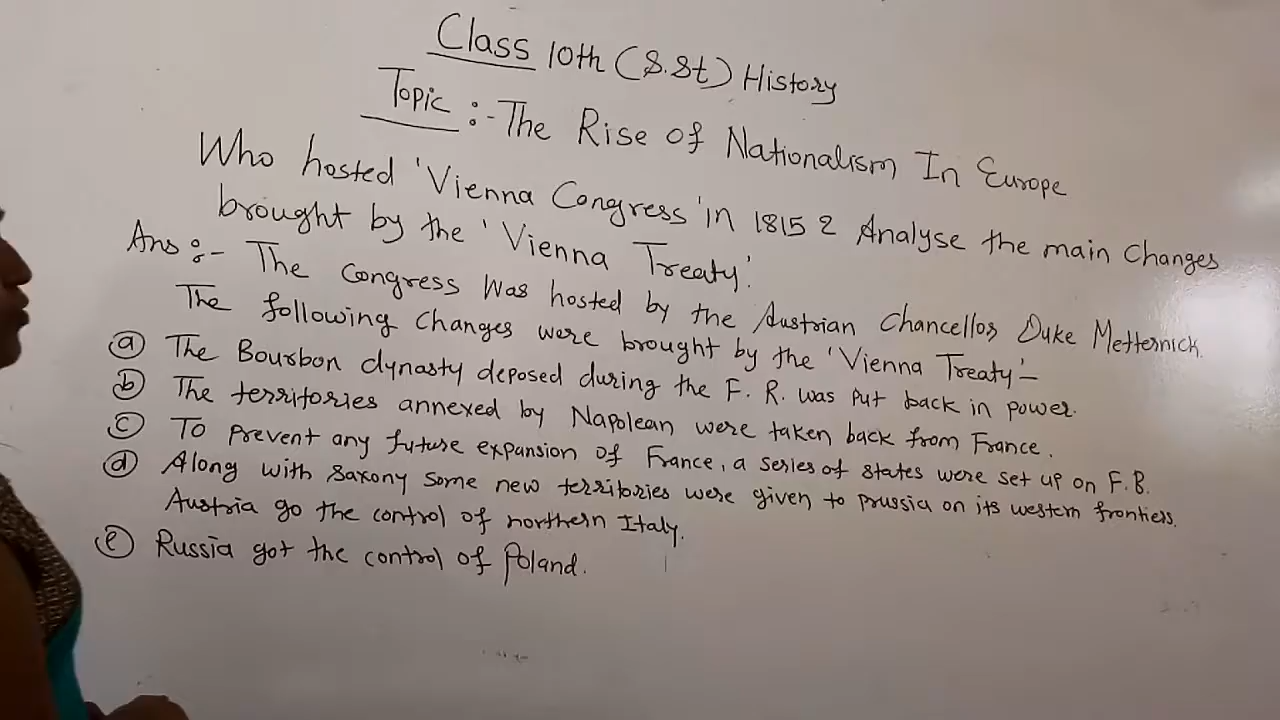 Class 10th (S.St) History
Topic :- The Rise of Nationalism In Europe
Who hosted 'Vienna Congress' in 1815 ? Analyse the main changes
brought by the 'Vienna Treaty'.
Ans :- The Congress was hosted by the Austrian Chancellor Duke Metternich.
The following changes were brought by the 'Vienna Treaty' -
(a) The Bourbon dynasty deposed during the F. R. was put back in power.
(b) The territories annexed by Napolean were taken back from France.
(c) To prevent any future expansion of France, a series of states were set up on F.B.
(d) Along with Saxony some new territories were given to prussia on its western frontiers.
Austria go the control of northern Italy.
(e) Russia got the control of Poland.